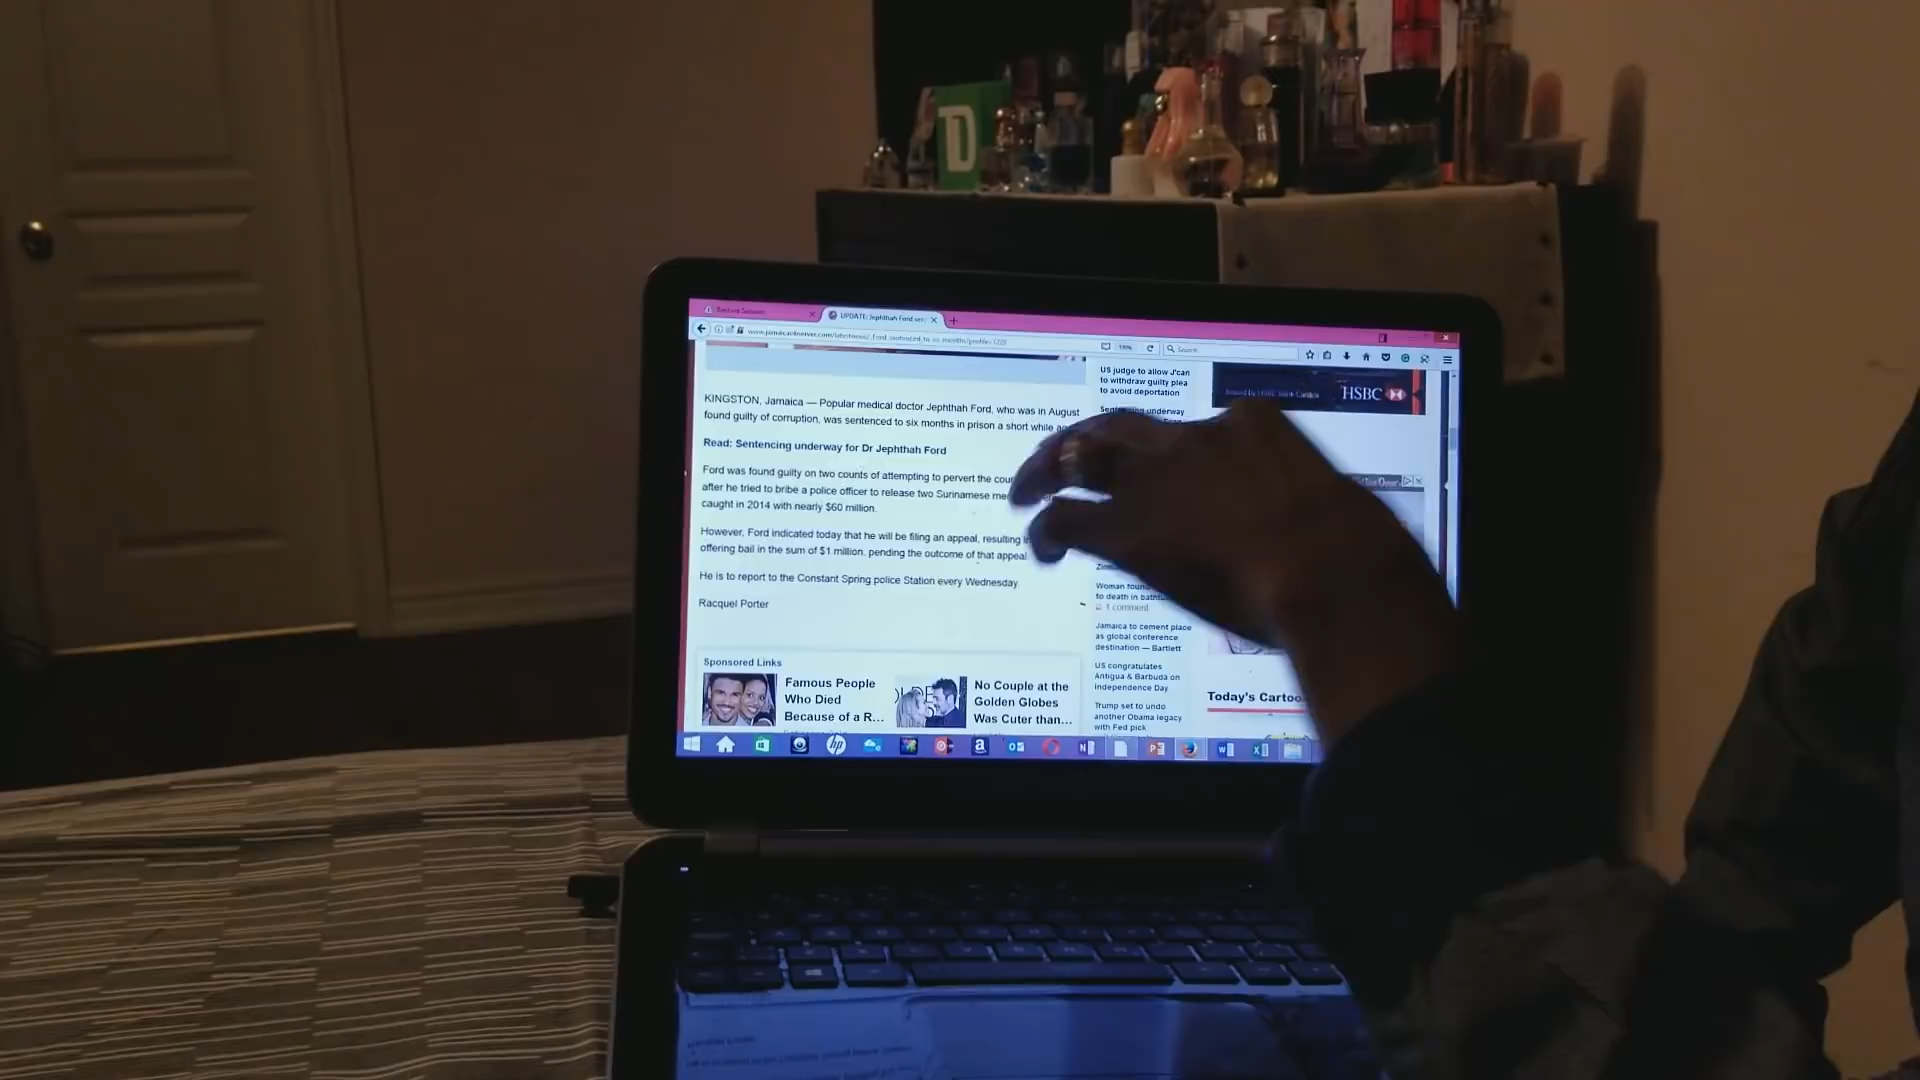 UPDATE: Jephthah Ford
Search
KINGSTON, Jamaica — Popular medical doctor Jephthah Ford, who was in August
found guilty of corruption, was sentenced to six months in prison a short while
Read: Sentencing underway for Dr Jephthah Ford
Ford was found guilty on two counts of attempting to pervert the
after he tried to bribe a police officer to release two Surinamese
caught in 2014 with nearly $60 million.
However, Ford indicated today that he will be filing an appeal, resulting
offering bail in the sum of $1 million, pending the outcome of that appeal
He is to report to the Constant Spring police Station every Wednesday.
Racquel Porter
Sponsored Links
Famous People
Who Died
Because of a R...
No Couple at the
Golden Globes
Was Cuter than...
US judge to allow J'can
to withdraw guilty plea
to avoid deportation
underway
Woman
to death in
1 comment
Jamaica to cement place
as global conference
destination — Bartlett
US congratulates
Antigua & Barbuda on
Independence Day
Trump set to undo
another Obama legacy
with Fed pick
HSBC
Today's
hp
a